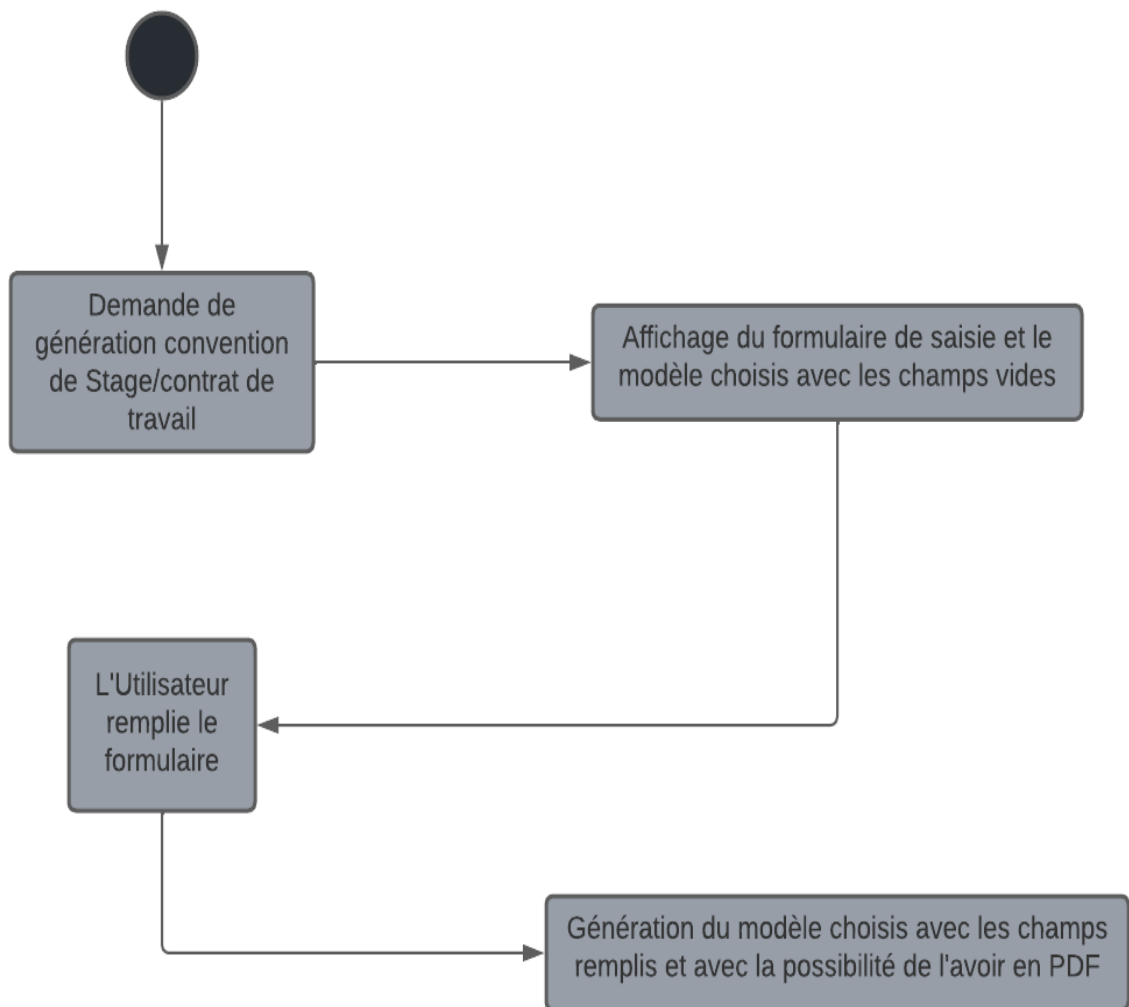 Demande de
génération convention
de Stage/contrat de
travail
Affichage du formulaire de saisie et le
modèle choisis avec les champs vides
L'Utilisateur
remplie le
formulaire
Génération du modèle choisis avec les champs
remplis et avec la possibilité de l'avoir en PDF